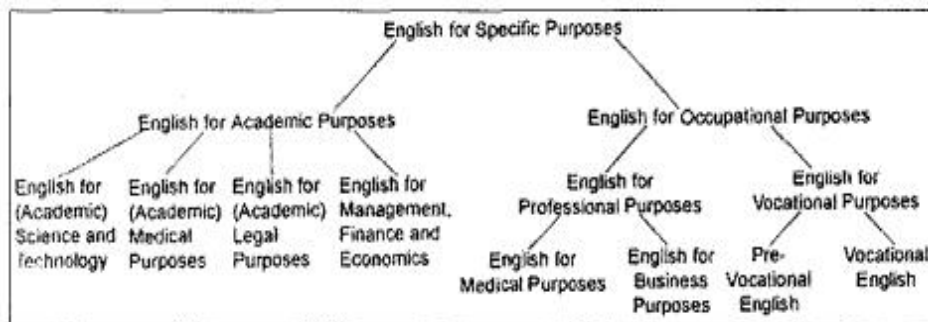 English for Specific Purposes
English for Academic Purposes
English for Occupational Purposes
English for
(Academic)
Science and
Technology
English for
(Academic)
Medical
Purposes
English for
(Academic)
Legal
Purposes
English for
Management,
Finance and
Economics
English for
Professional Purposes
English for
Vocational Purposes
English for
Medical Purposes
English for
Business
Purposes
Pre-
Vocational
English
Vocational
English